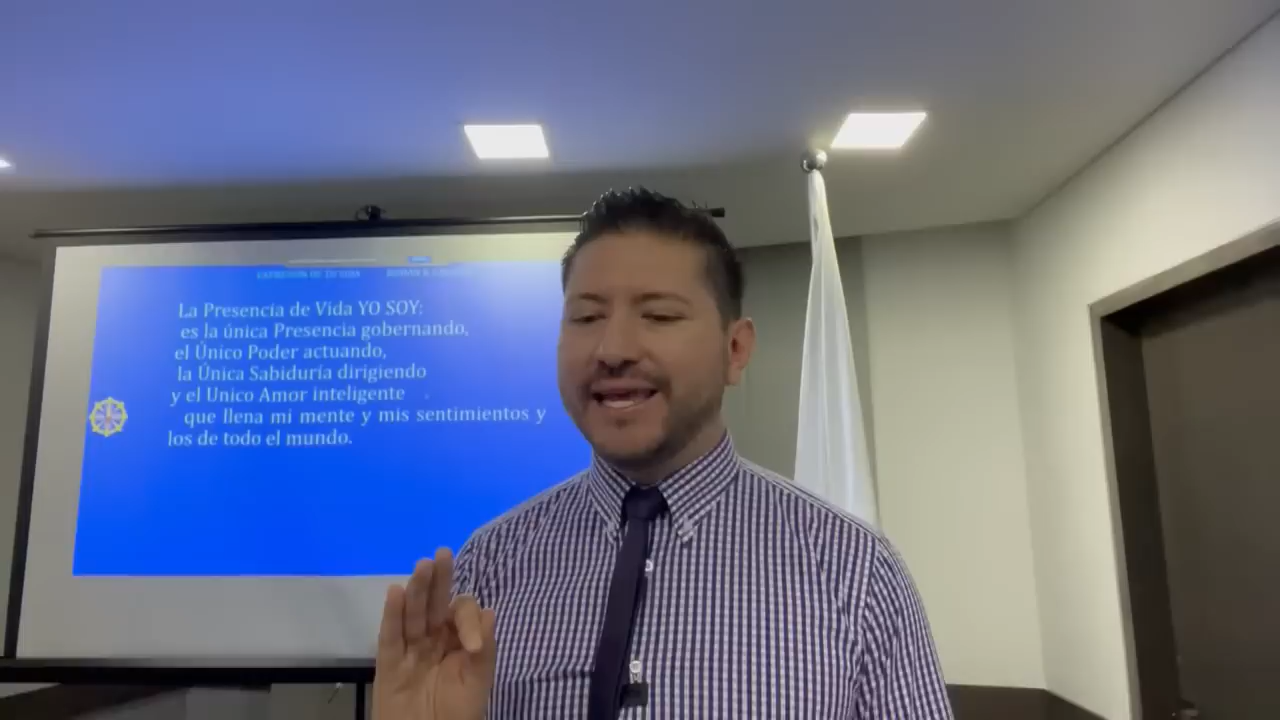 La Presencia de Vida YO SOY:
es la única Presencia gobernando,
el Único Poder actuando,
la Única Sabiduría dirigiendo
y el Unico Amor inteligente
que llena mi mente y mis sentimientos y
los de todo el mundo.